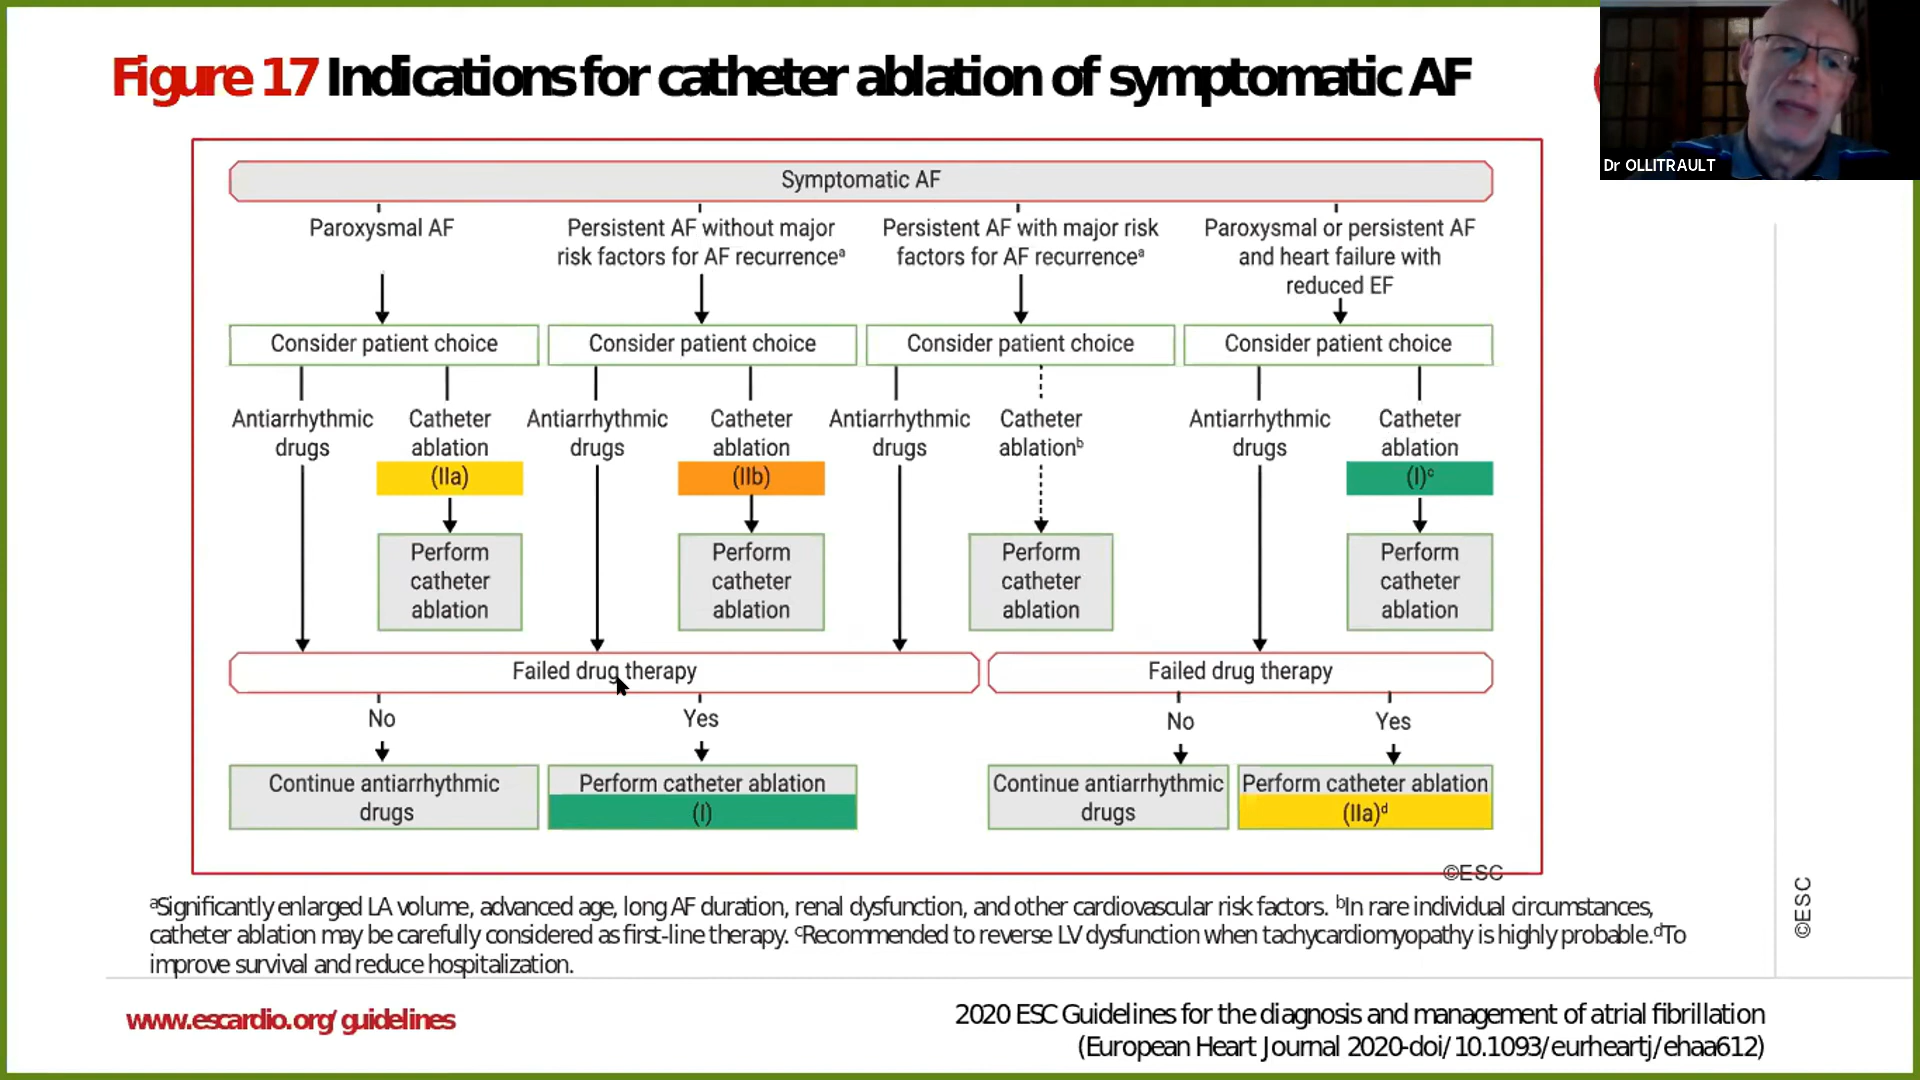 Figure 17 Indications for catheter ablation of symptomatic AF
Dr OLLITRAULT
Symptomatic AF
Paroxysmal AF
Persistent AF without major
risk factors for AF recurrenceᵃ
Persistent AF with major risk
factors for AF recurrenceᵃ
Paroxysmal or persistent AF
and heart failure with
reduced EF
Consider patient choice
Consider patient choice
Consider patient choice
Consider patient choice
Antiarrhythmic
drugs
Catheter
ablation
(IIa)
Antiarrhythmic
drugs
Catheter
ablation
(IIb)
Antiarrhythmic
drugs
Catheter
ablationᵇ
Antiarrhythmic
drugs
Catheter
ablation
(I)ᶜ
Perform
catheter
ablation
Perform
catheter
ablation
Perform
catheter
ablation
Perform
catheter
ablation
Failed drug therapy
Failed drug therapy
No
Yes
No
Yes
Continue antiarrhythmic
drugs
Perform catheter ablation
(I)
Continue antiarrhythmic
drugs
Perform catheter ablation
(IIa)ᵈ
©ESC
ᵃSignificantly enlarged LA volume, advanced age, long AF duration, renal dysfunction, and other cardiovascular risk factors. ᵇIn rare individual circumstances,
catheter ablation may be carefully considered as first-line therapy. ᶜRecommended to reverse LV dysfunction when tachycardiomyopathy is highly probable.ᵈTo
improve survival and reduce hospitalization.
©ESC
www.escardio.org/guidelines
2020 ESC Guidelines for the diagnosis and management of atrial fibrillation
(European Heart Journal 2020-doi/10.1093/eurheartj/ehaa612)